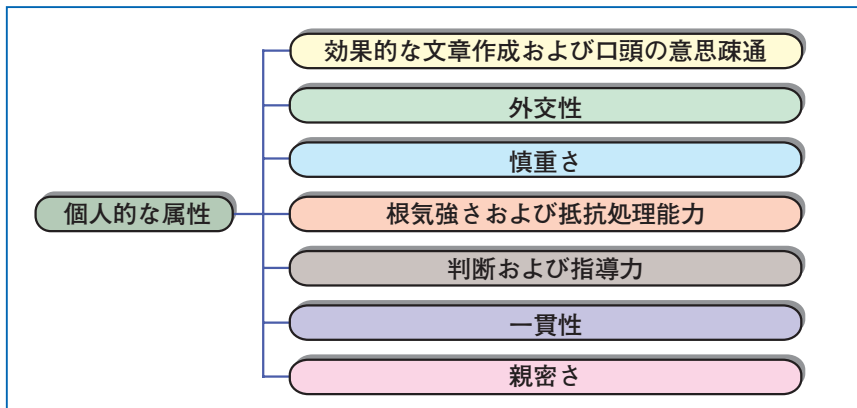 効果的な文章作成および口頭の意思疎通
外交性
慎重さ
個人的な属性
根気強さおよび抵抗処理能力
判断および指導力
一貫性
親密さ